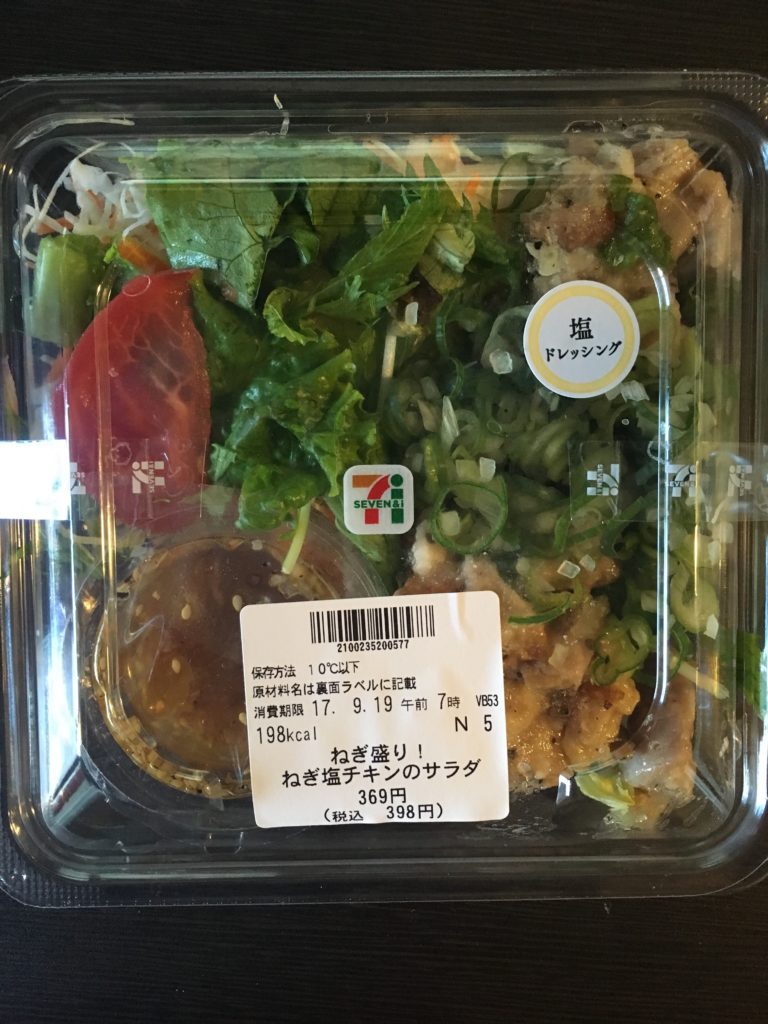 塩
ドレッシング
SEVEN&i
2100235200577
保存方法 10℃以下
原材料名は裏面ラベルに記載
消費期限 17. 9.19 午前 7時 VB53
198kcal N 5
ねぎ盛り!
ねぎ塩チキンのサラダ
369円
(税込 398円)